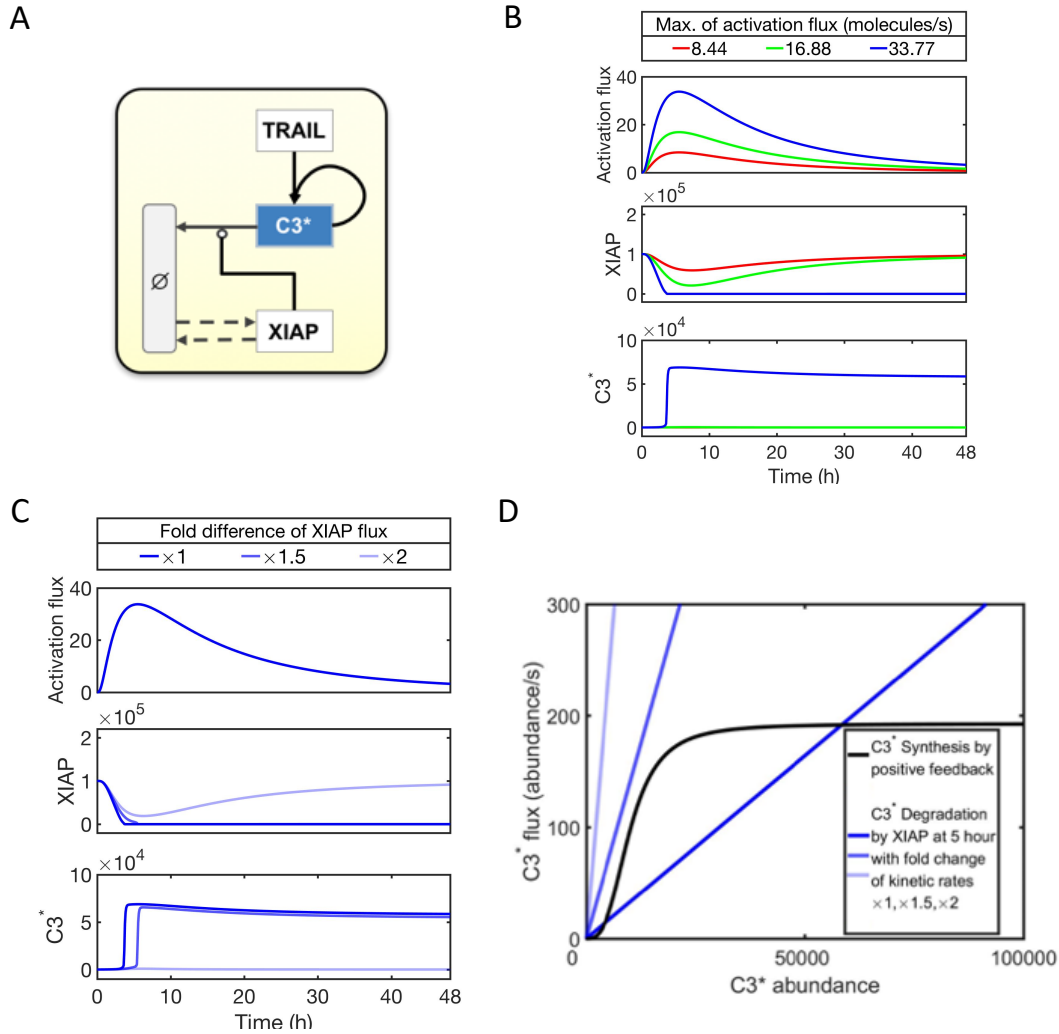 A
TRAIL
C3*
∅
XIAP
B
Max. of activation flux (molecules/s)
8.44 16.88 33.77
Activation flux
40
20
0
×10⁵
XIAP
2
1
0
×10⁴
C3*
10
5
0
0 10 20 30 40 48
Time (h)
C
Fold difference of XIAP flux
×1 ×1.5 ×2
Activation flux
40
20
0
×10⁵
XIAP
2
1
0
×10⁴
C3*
10
5
0
0 10 20 30 40 48
Time (h)
D
C3* flux (abundance/s)
300
200
100
0
C3* Synthesis by
positive feedback
C3* Degradation
by XIAP at 5 hour
with fold change
of kinetic rates
×1,×1.5,×2
0 50000 100000
C3* abundance